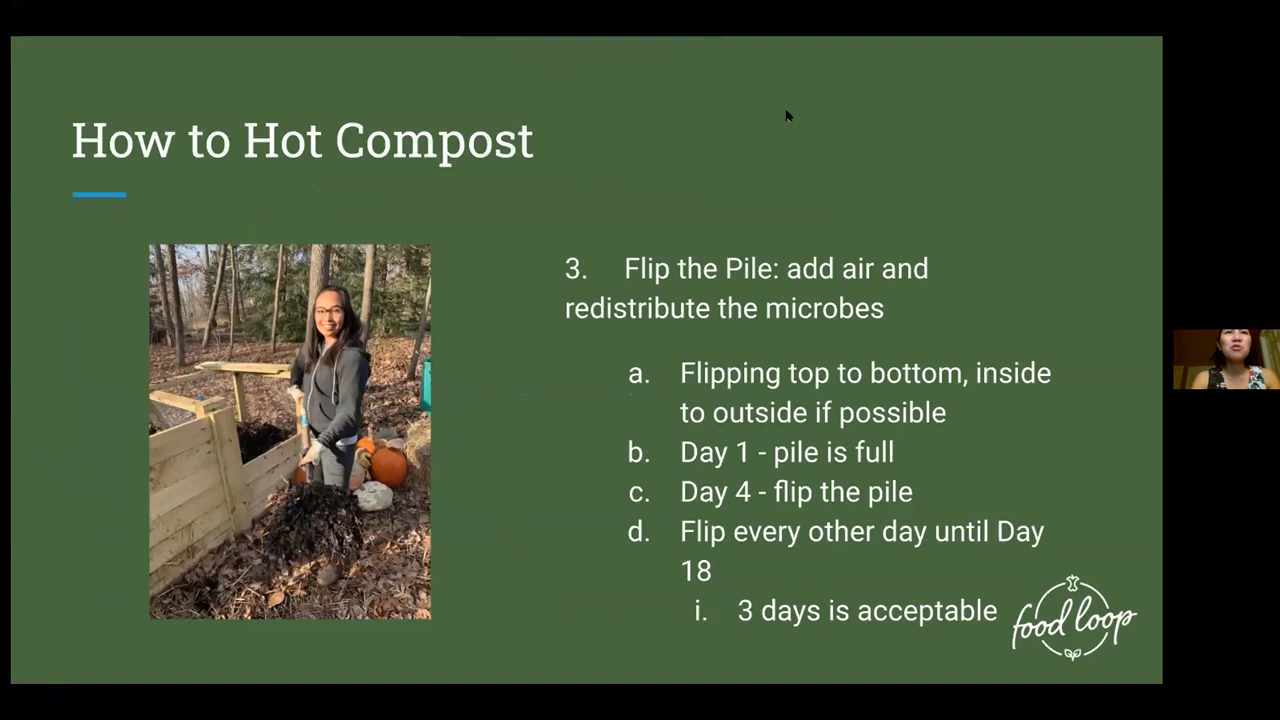 How to Hot Compost
3. Flip the Pile: add air and
redistribute the microbes
a. Flipping top to bottom, inside
to outside if possible
b. Day 1 - pile is full
c. Day 4 - flip the pile
d. Flip every other day until Day
18
i. 3 days is acceptable
food loop